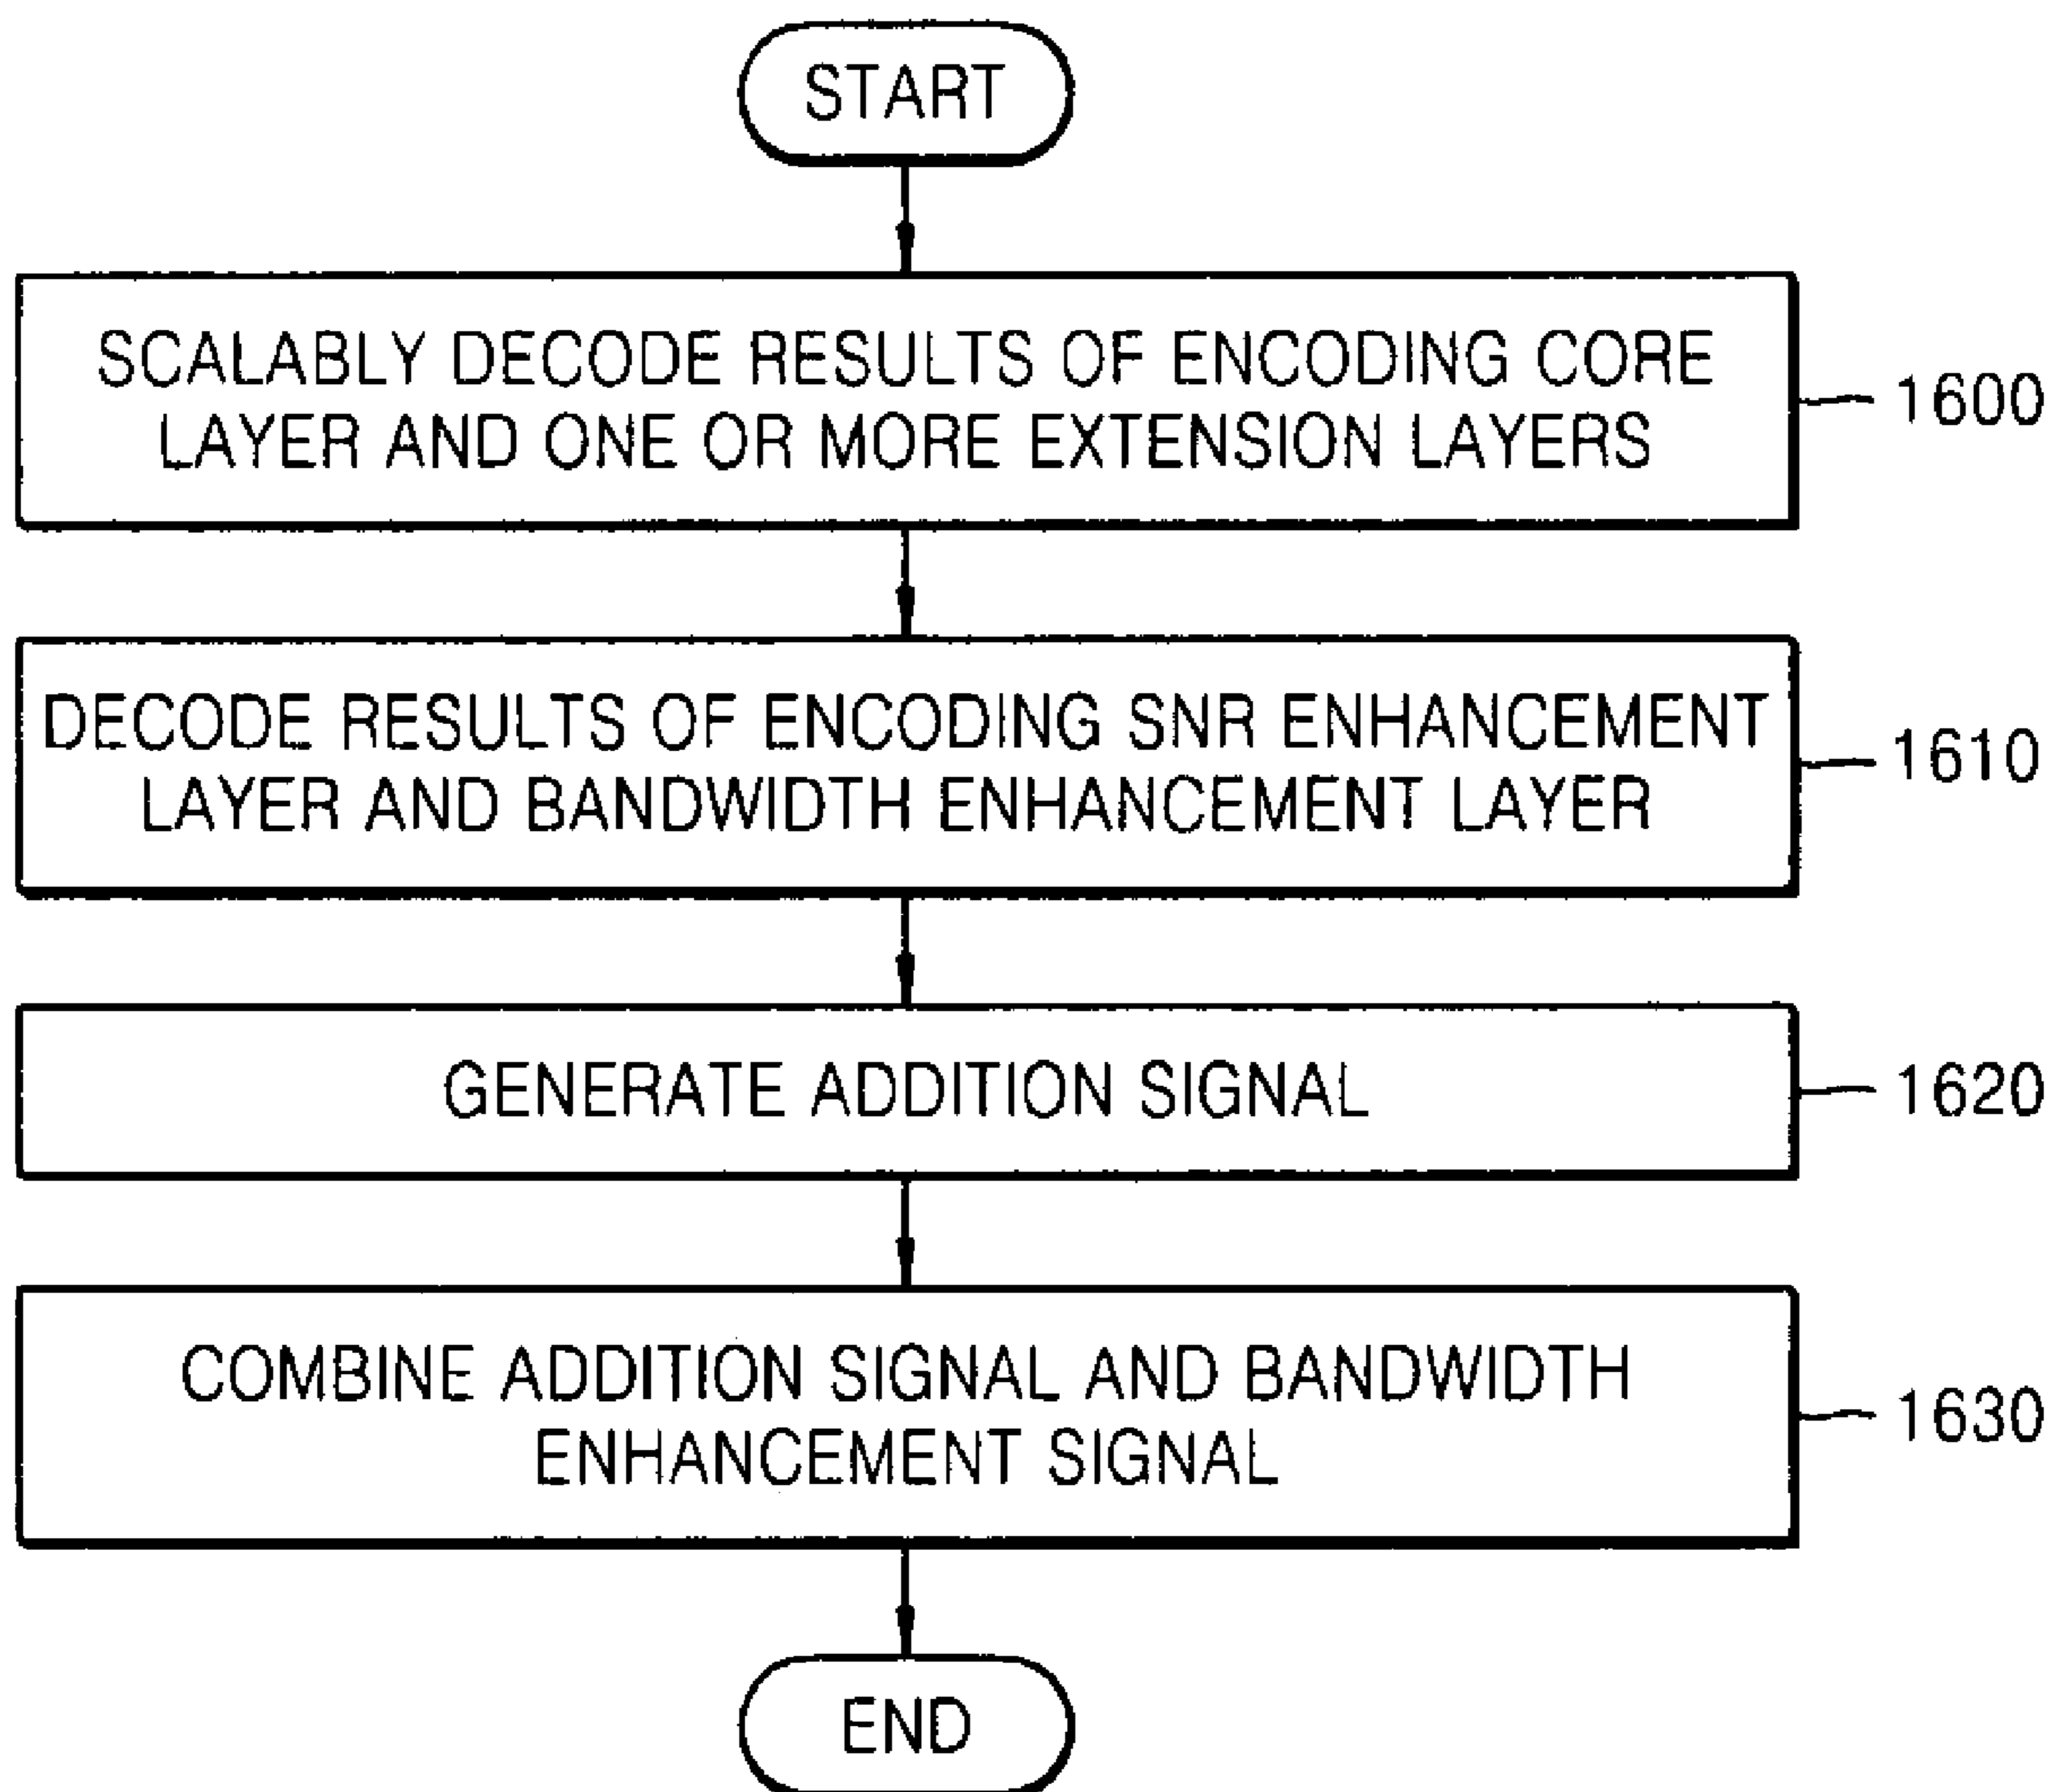 START
SCALABLY DECODE RESULTS OF ENCODING CORE
LAYER AND ONE OR MORE EXTENSION LAYERS
1600
DECODE RESULTS OF ENCODING SNR ENHANCEMENT
LAYER AND BANDWIDTH ENHANCEMENT LAYER
1610
GENERATE ADDITION SIGNAL
1620
COMBINE ADDITION SIGNAL AND BANDWIDTH
ENHANCEMENT SIGNAL
1630
END